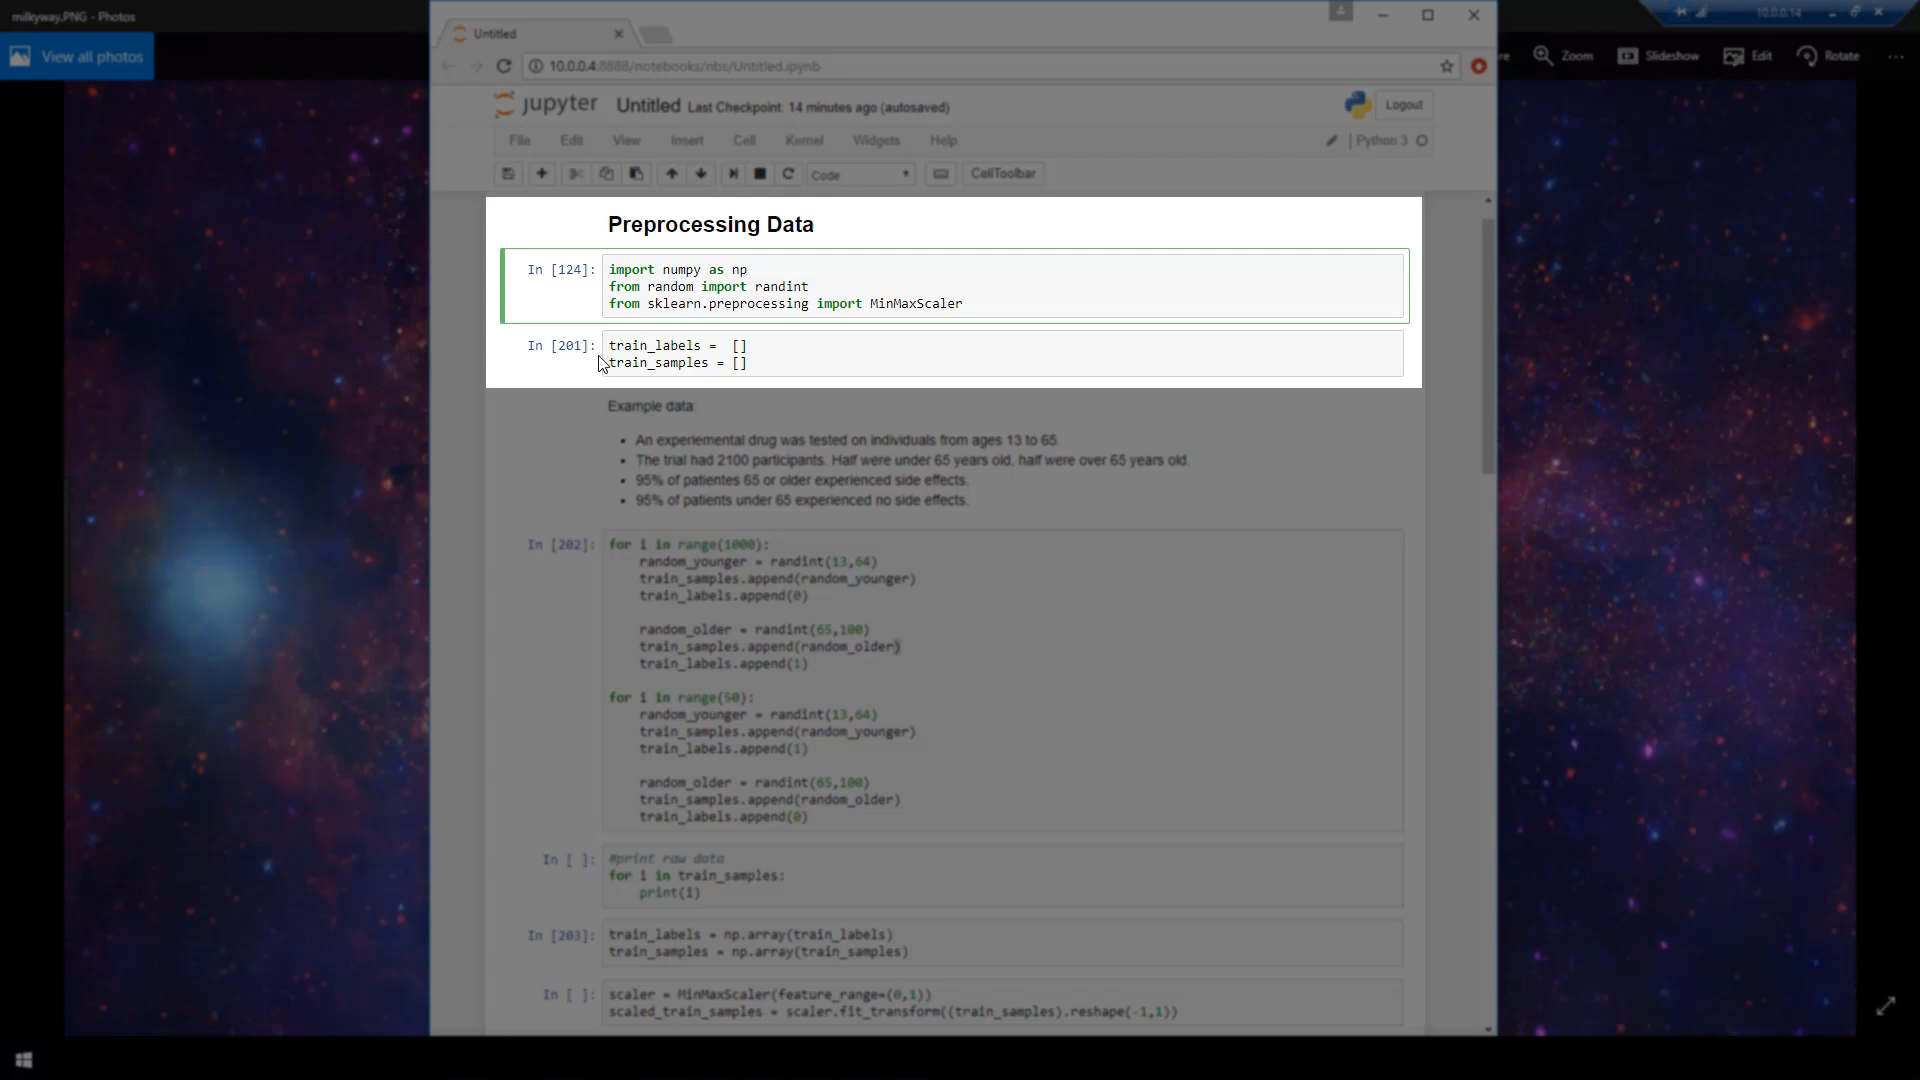 milkyway.PNG - Photos
View all photos
Zoom
Slideshow
Edit
Rotate
10.0.0.14
Untitled
10.0.0.4:8888/notebooks/nbs/Untitled.ipynb
jupyter Untitled Last Checkpoint: 14 minutes ago (autosaved)
Logout
File Edit View Insert Cell Kernel Widgets Help
Python 3
Code
CellToolbar
Preprocessing Data
In [124]: import numpy as np
from random import randint
from sklearn.preprocessing import MinMaxScaler
In [201]: train_labels =  []
train_samples = []
Example data:
• An experiemental drug was tested on individuals from ages 13 to 65.
• The trial had 2100 participants. Half were under 65 years old, half were over 65 years old.
• 95% of patientes 65 or older experienced side effects.
• 95% of patients under 65 experienced no side effects.
In [202]: for i in range(1000):
random_younger = randint(13,64)
train_samples.append(random_younger)
train_labels.append(0)
random_older = randint(65,100)
train_samples.append(random_older)
train_labels.append(1)
for i in range(50):
random_younger = randint(13,64)
train_samples.append(random_younger)
train_labels.append(1)
random_older = randint(65,100)
train_samples.append(random_older)
train_labels.append(0)
In [ ]: #print raw data
for i in train_samples:
print(i)
In [203]: train_labels = np.array(train_labels)
train_samples = np.array(train_samples)
In [ ]: scaler = MinMaxScaler(feature_range=(0,1))
scaled_train_samples = scaler.fit_transform((train_samples).reshape(-1,1))